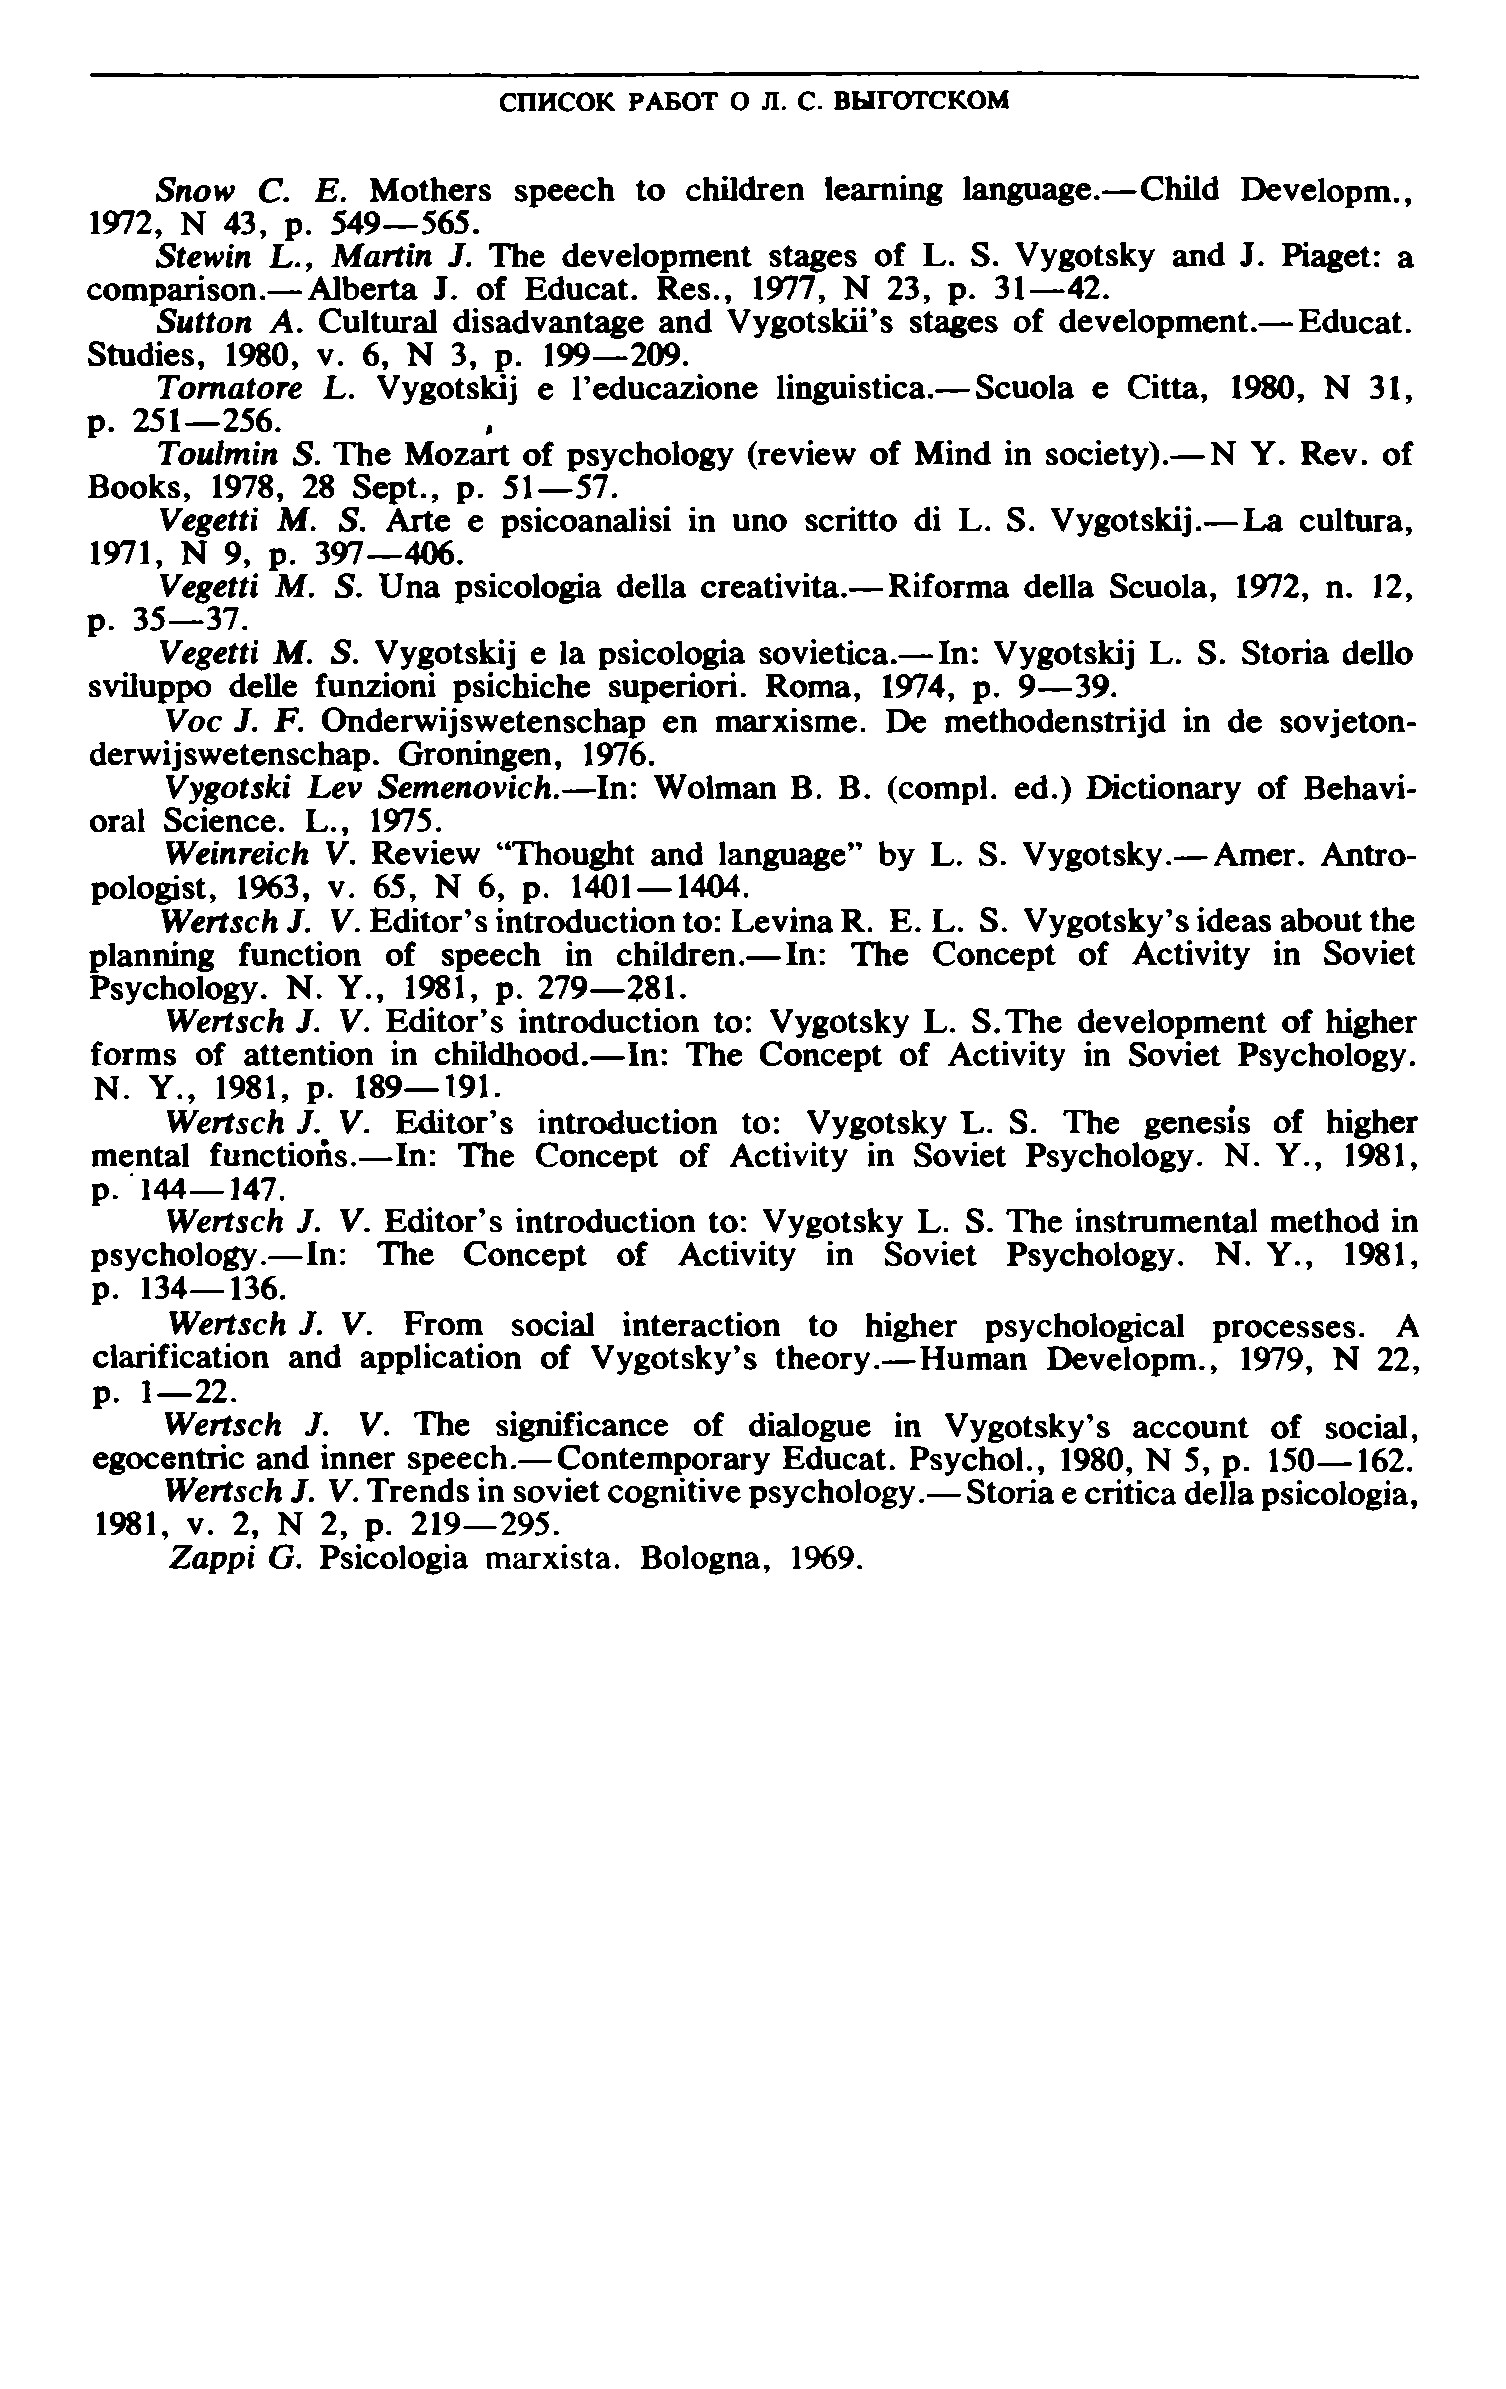 СПИСОК РАБОТ О Л. С. ВЫГОТСКОМ
Snow C. E. Mothers speech to children learning language.—Child Developm.,
1972, N 43, p. 549—565.
Stewin L., Martin J. The development stages of L. S. Vygotsky and J. Piaget: a
comparison.—Alberta J. of Educat. Res., 1977, N 23, p. 31—42.
Sutton A. Cultural disadvantage and Vygotskii's stages of development.—Educat.
Studies, 1980, v. 6, N 3, p. 199—209.
Tornatore L. Vygotskij e l'educazione linguistica.—Scuola e Citta, 1980, N 31,
p. 251—256.
Toulmin S. The Mozart of psychology (review of Mind in society).—N Y. Rev. of
Books, 1978, 28 Sept., p. 51—57.
Vegetti M. S. Arte e psicoanalisi in uno scritto di L. S. Vygotskij.—La cultura,
1971, N 9, p. 397—406.
Vegetti M. S. Una psicologia della creativita.—Riforma della Scuola, 1972, n. 12,
p. 35—37.
Vegetti M. S. Vygotskij e la psicologia sovietica.—In: Vygotskij L. S. Storia dello
sviluppo delle funzioni psichiche superiori. Roma, 1974, p. 9—39.
Voc J. F. Onderwijswetenschap en marxisme. De methodenstrijd in de sovjeton-
derwijswetenschap. Groningen, 1976.
Vygotski Lev Semenovich.—In: Wolman B. B. (compl. ed.) Dictionary of Behavi-
oral Science. L., 1975.
Weinreich V. Review “Thought and language” by L. S. Vygotsky.—Amer. Antro-
pologist, 1963, v. 65, N 6, p. 1401—1404.
Wertsch J. V. Editor's introduction to: Levina R. E. L. S. Vygotsky's ideas about the
planning function of speech in children.—In: The Concept of Activity in Soviet
Psychology. N. Y., 1981, p. 279—281.
Wertsch J. V. Editor's introduction to: Vygotsky L. S.The development of higher
forms of attention in childhood.—In: The Concept of Activity in Soviet Psychology.
N. Y., 1981, p. 189—191.
Wertsch J. V. Editor's introduction to: Vygotsky L. S. The genesis of higher
mental functions.—In: The Concept of Activity in Soviet Psychology. N. Y., 1981,
p. 144—147.
Wertsch J. V. Editor's introduction to: Vygotsky L. S. The instrumental method in
psychology.—In: The Concept of Activity in Soviet Psychology. N. Y., 1981,
p. 134—136.
Wertsch J. V. From social interaction to higher psychological processes. A
clarification and application of Vygotsky's theory.—Human Developm., 1979, N 22,
p. 1—22.
Wertsch J. V. The significance of dialogue in Vygotsky's account of social,
egocentric and inner speech.—Contemporary Educat. Psychol., 1980, N 5, p. 150—162.
Wertsch J. V. Trends in soviet cognitive psychology.—Storia e critica della psicologia,
1981, v. 2, N 2, p. 219—295.
Zappi G. Psicologia marxista. Bologna, 1969.